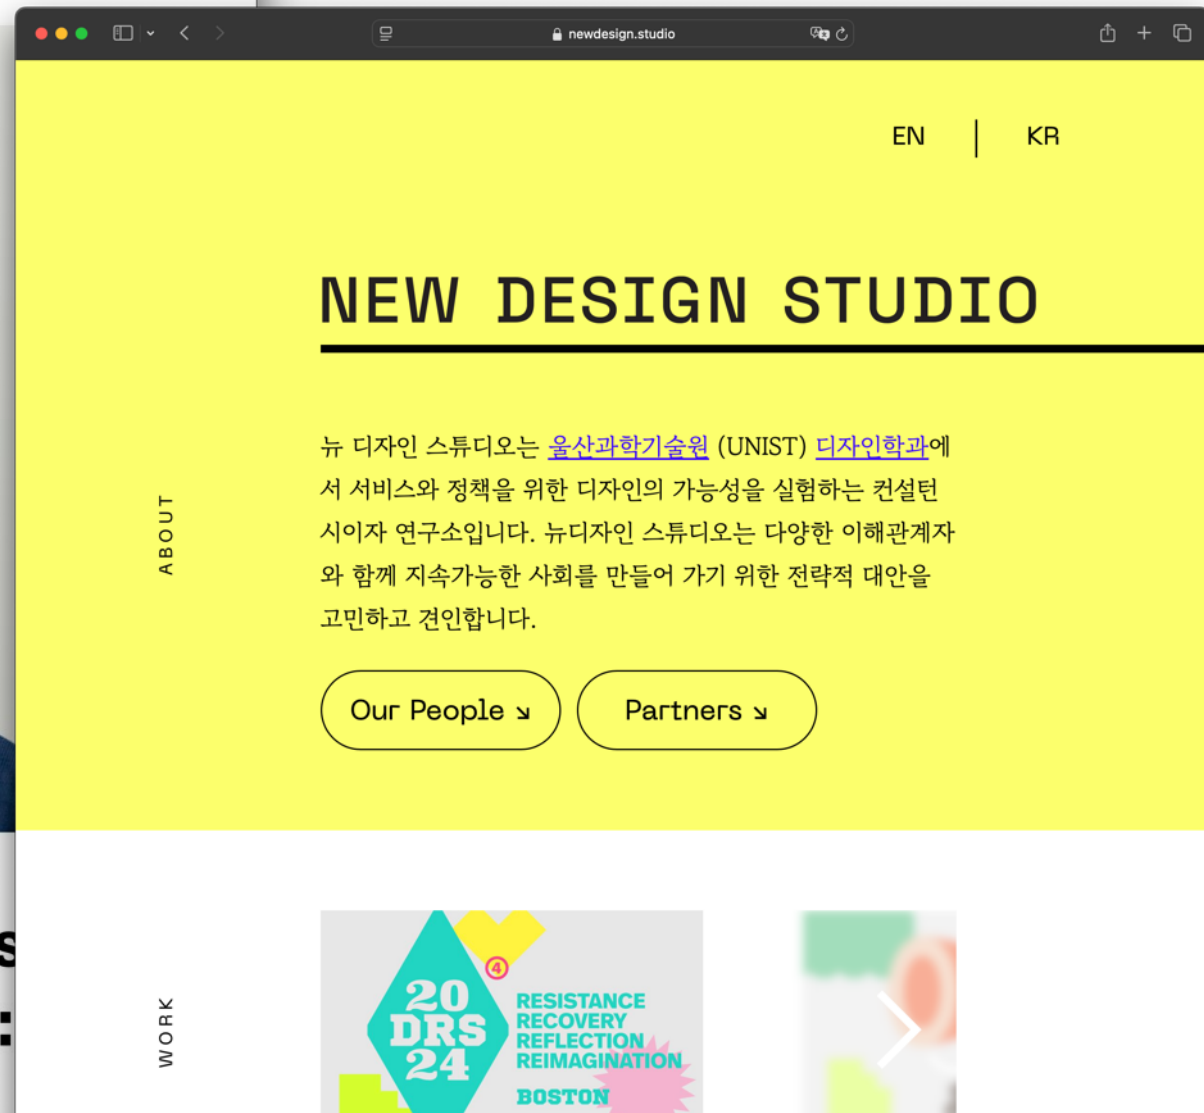 newdesign.studio
EN | KR
NEW DESIGN STUDIO
뉴 디자인 스튜디오는 울산과학기술원 (UNIST) 디자인학과에
서 서비스와 정책을 위한 디자인의 가능성을 실험하는 컨설턴
시이자 연구소입니다. 뉴디자인 스튜디오는 다양한 이해관계자
와 함께 지속가능한 사회를 만들어 가기 위한 전략적 대안을
고민하고 견인합니다.
ABOUT
Our People ↘ Partners ↘
WORK
4
20
DRS
24
RESISTANCE
RECOVERY
REFLECTION
REIMAGINATION
BOSTON